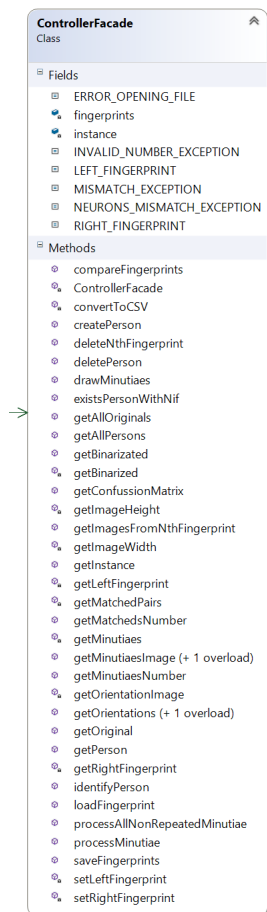 ControllerFacade
Class
Fields
ERROR_OPENING_FILE
fingerprints
instance
INVALID_NUMBER_EXCEPTION
LEFT_FINGERPRINT
MISMATCH_EXCEPTION
NEURONS_MISMATCH_EXCEPTION
RIGHT_FINGERPRINT
Methods
compareFingerprints
ControllerFacade
convertToCSV
createPerson
deleteNthFingerprint
deletePerson
drawMinutiaes
existsPersonWithNif
getAllOriginals
getAllPersons
getBinarizated
getBinarized
getConfussionMatrix
getImageHeight
getImagesFromNthFingerprint
getImageWidth
getInstance
getLeftFingerprint
getMatchedPairs
getMatchedsNumber
getMinutiaes
getMinutiaesImage (+ 1 overload)
getMinutiaesNumber
getOrientationImage
getOrientations (+ 1 overload)
getOriginal
getPerson
getRightFingerprint
identifyPerson
loadFingerprint
processAllNonRepeatedMinutiae
processMinutiae
saveFingerprints
setLeftFingerprint
setRightFingerprint